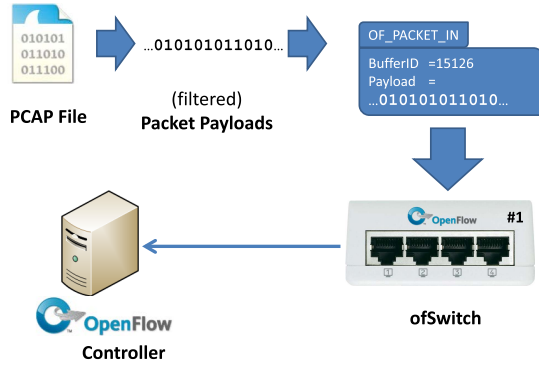 010101
011010
011100
PCAP File
...010101011010...
(filtered)
Packet Payloads
OF_PACKET_IN
BufferID =15126
Payload =
...010101011010...
OpenFlow
#1
1 2 3 4
ofSwitch
OpenFlow
Controller